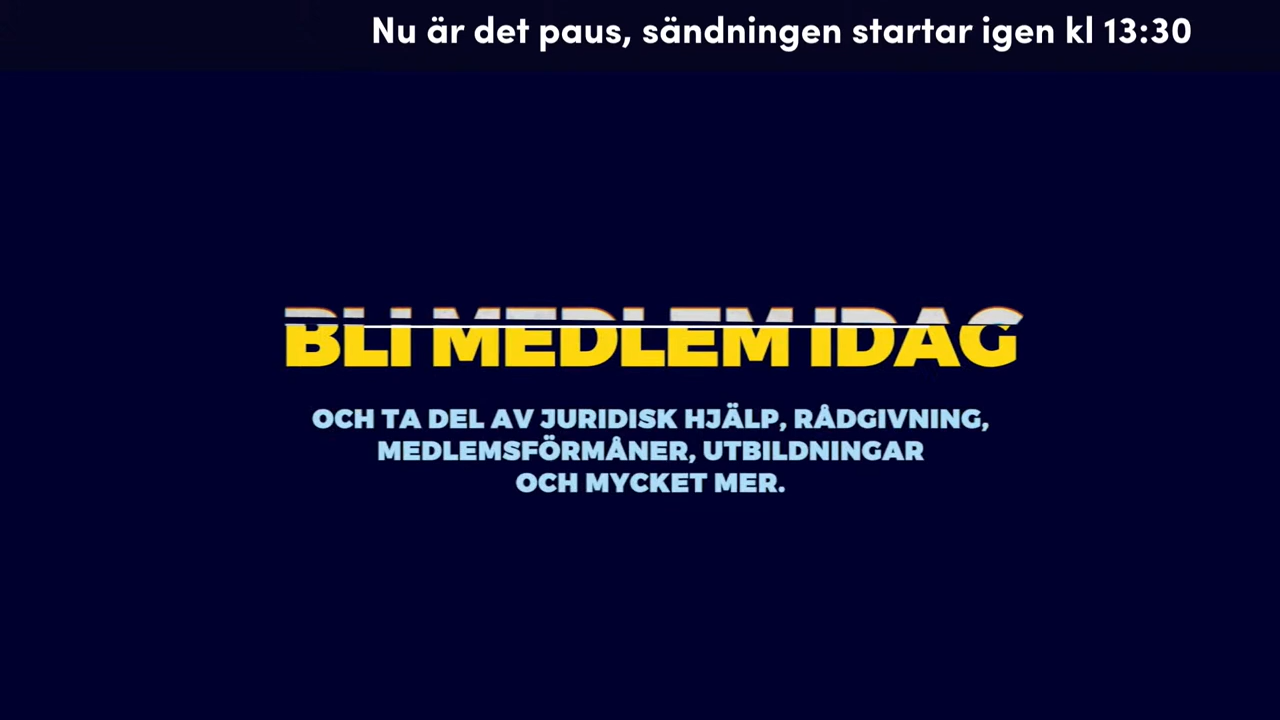 Nu är det paus, sändningen startar igen kl 13:30
BLI MEDLEM IDAG
OCH TA DEL AV JURIDISK HJÄLP, RÅDGIVNING,
MEDLEMSFÖRMÅNER, UTBILDNINGAR
OCH MYCKET MER.